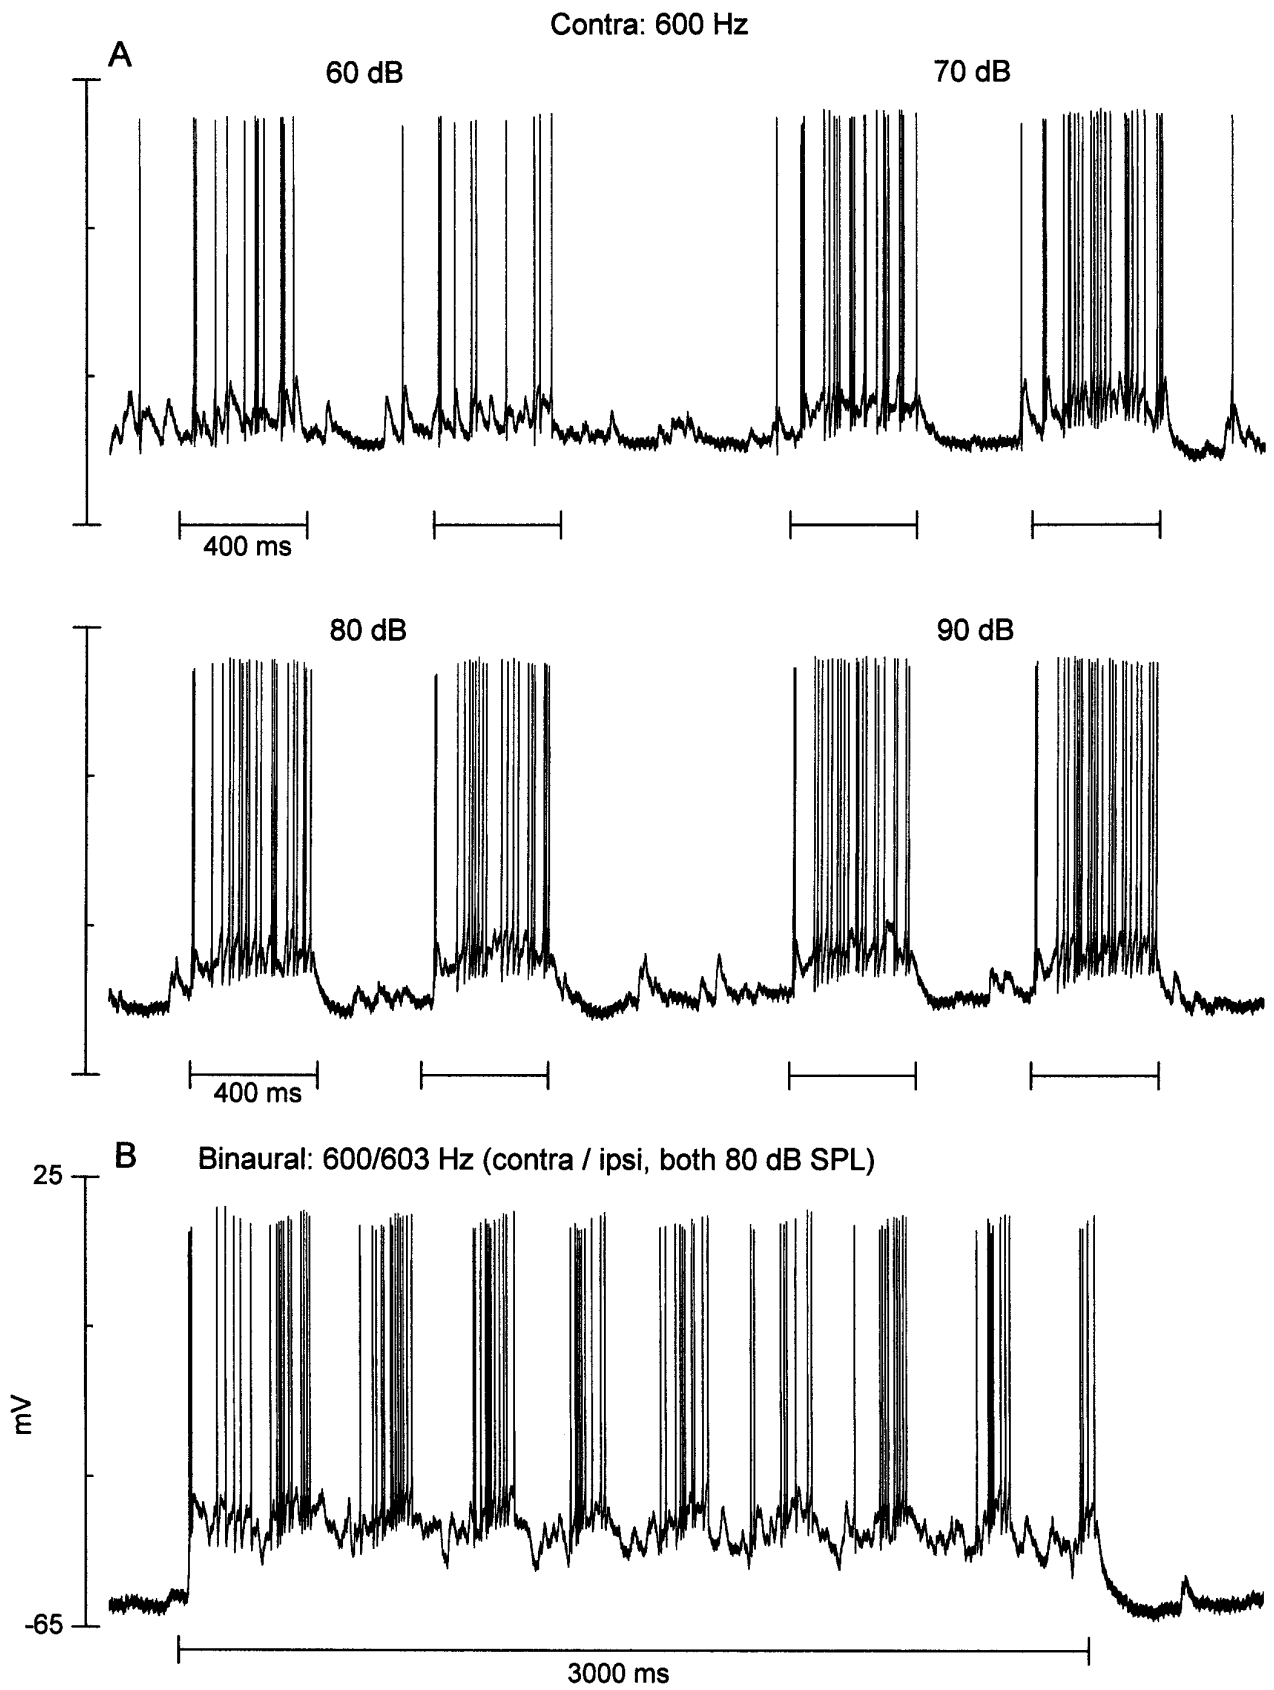 Contra: 600 Hz
A
60 dB
70 dB
400 ms
80 dB
90 dB
400 ms
B
Binaural: 600/603 Hz (contra / ipsi, both 80 dB SPL)
25
mV
-65
3000 ms